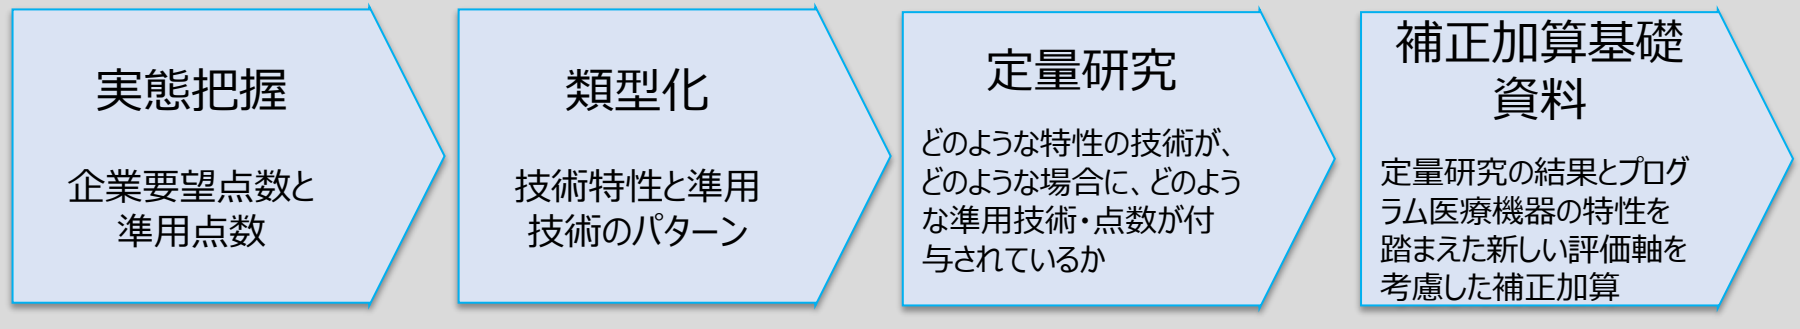 実態把握
企業要望点数と
準用点数
類型化
技術特性と準用
技術のパターン
定量研究
どのような特性の技術が、
どのような場合に、どのよう
な準用技術・点数が付
与されているか
補正加算基礎
資料
定量研究の結果とプログ
ラム医療機器の特性を
踏まえた新しい評価軸を
考慮した補正加算